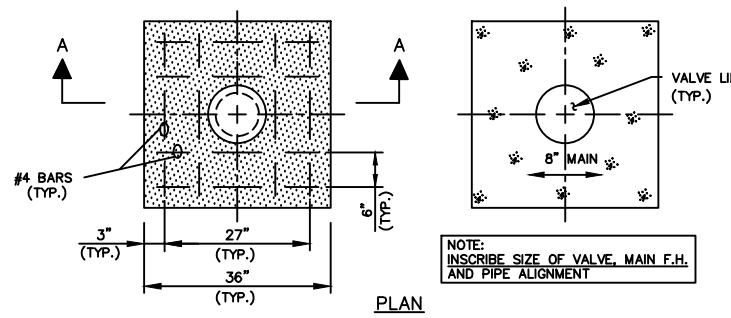 A
A
VALVE
(TYP.)
8" MAIN
#4 BARS
(TYP.)
6"
(TYP.)
3"
(TYP.)
27"
(TYP.)
36"
(TYP.)
NOTE:
INSCRIBE SIZE OF VALVE, MAIN F.H.
AND PIPE ALIGNMENT
PLAN